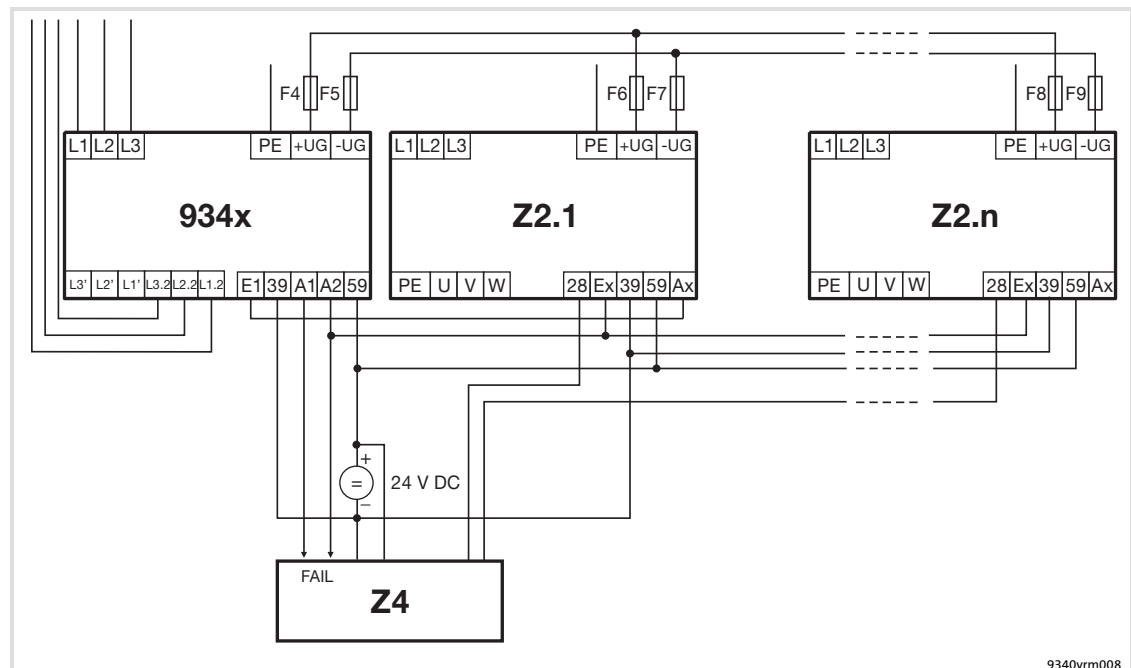 F4 F5 F6 F7 F8 F9
L1 L2 L3 PE +UG -UG L1 L2 L3 PE +UG -UG L1 L2 L3 PE +UG -UG
934x Z2.1 Z2.n
L3' L2' L1' L3.2 L2.2 L1.2 E1 39 A1 A2 59 PE U V W 28 Ex 39 59 Ax PE U V W 28 Ex 39 59 Ax
+
= 24 V DC
–
FAIL
Z4
9340vrm008